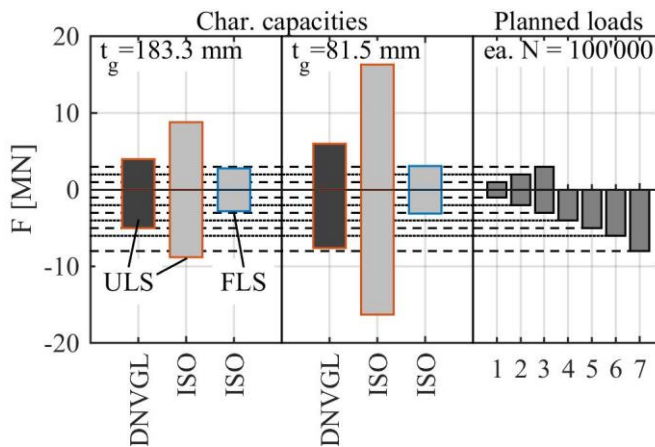 Char. capacities Planned loads
t_g=183.3 mm t_g=81.5 mm ea. N = 100'000
20
10
0
-10
-20
F [MN]
ULS FLS
DNVGL ISO ISO DNVGL ISO ISO 1 2 3 4 5 6 7